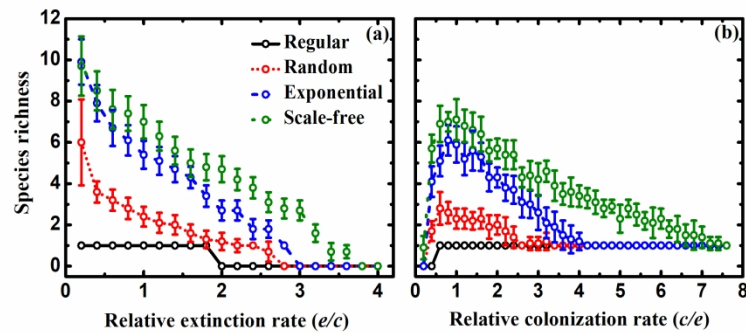 12
10
8
6
4
2
0
Species richness
(a)
Regular
Random
Exponential
Scale-free
(b)
0 1 2 3 4
0 1 2 3 4 5 6 7 8
Relative extinction rate (e/c)
Relative colonization rate (c/e)